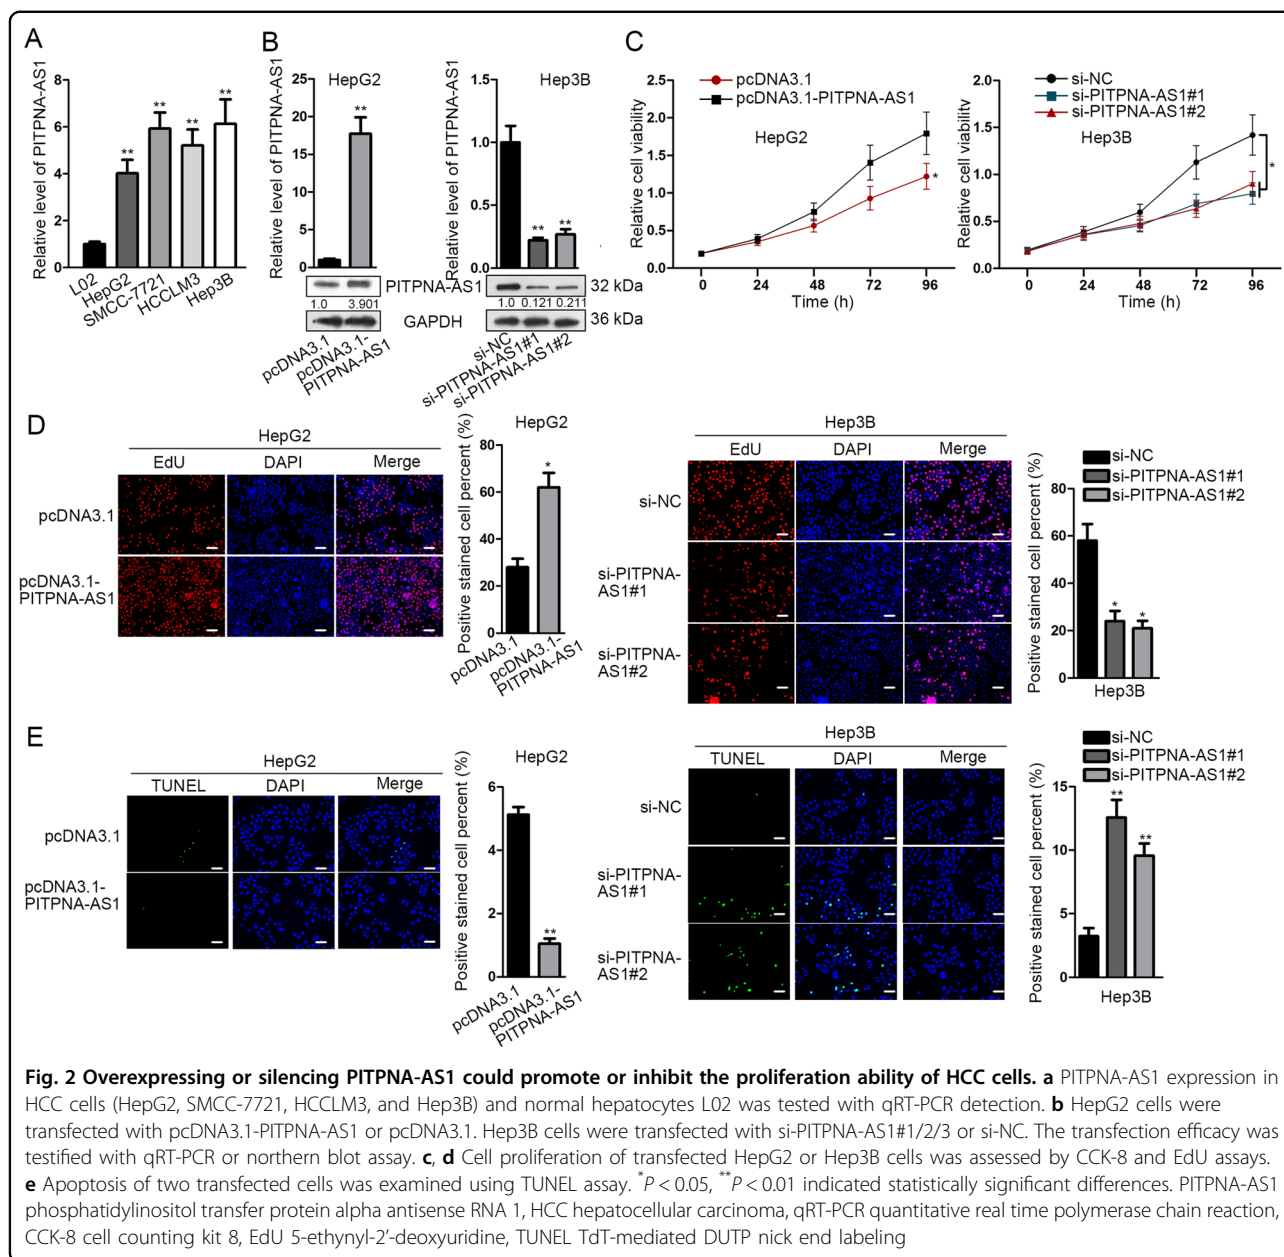 A
Relative level of PITPNA-AS1
8
6
4
2
0
**
**
**
**
L02
HepG2
SMCC-7721
HCCLM3
Hep3B
B
HepG2
Relative level of PITPNA-AS1
25
20
15
10
5
0
**
Hep3B
Relative level of PITPNA-AS1
1.5
1.0
0.5
0.0
**
**
PITPNA-AS1
32 kDa
1.0
3.901
1.0
0.121
0.211
GAPDH
36 kDa
pcDNA3.1
pcDNA3.1-
PITPNA-AS1
si-NC
si-PITPNA-AS1#1
si-PITPNA-AS1#2
C
pcDNA3.1
pcDNA3.1-PITPNA-AS1
HepG2
Relative cell viability
2.5
2.0
1.5
1.0
0.5
0.0
*
0 24 48 72 96
Time (h)
si-NC
si-PITPNA-AS1#1
si-PITPNA-AS1#2
Hep3B
Relative cell viability
2.0
1.5
1.0
0.5
0.0
*
0 24 48 72 96
Time (h)
D
HepG2
EdU DAPI Merge
pcDNA3.1
pcDNA3.1-
PITPNA-AS1
HepG2
Positive stained cell percent (%)
80
60
40
20
0
*
pcDNA3.1
pcDNA3.1-
PITPNA-AS1
Hep3B
EdU DAPI Merge
si-NC
si-PITPNA-
AS1#1
si-PITPNA-
AS1#2
si-NC
si-PITPNA-AS1#1
si-PITPNA-AS1#2
Positive stained cell percent (%)
80
60
40
20
0
*
*
Hep3B
E
HepG2
TUNEL DAPI Merge
pcDNA3.1
pcDNA3.1-
PITPNA-AS1
HepG2
Positive stained cell percent (%)
6
4
2
0
**
pcDNA3.1
pcDNA3.1-
PITPNA-AS1
Hep3B
TUNEL DAPI Merge
si-NC
si-PITPNA-
AS1#1
si-PITPNA-
AS1#2
si-NC
si-PITPNA-AS1#1
si-PITPNA-AS1#2
Positive stained cell percent (%)
15
10
5
0
**
**
Hep3B
Fig. 2 Overexpressing or silencing PITPNA-AS1 could promote or inhibit the proliferation ability of HCC cells. a PITPNA-AS1 expression in
HCC cells (HepG2, SMCC-7721, HCCLM3, and Hep3B) and normal hepatocytes L02 was tested with qRT-PCR detection. b HepG2 cells were
transfected with pcDNA3.1-PITPNA-AS1 or pcDNA3.1. Hep3B cells were transfected with si-PITPNA-AS1#1/2/3 or si-NC. The transfection efficacy was
testified with qRT-PCR or northern blot assay. c, d Cell proliferation of transfected HepG2 or Hep3B cells was assessed by CCK-8 and EdU assays.
e Apoptosis of two transfected cells was examined using TUNEL assay. *P < 0.05, **P < 0.01 indicated statistically significant differences. PITPNA-AS1
phosphatidylinositol transfer protein alpha antisense RNA 1, HCC hepatocellular carcinoma, qRT-PCR quantitative real time polymerase chain reaction,
CCK-8 cell counting kit 8, EdU 5-ethynyl-2′-deoxyuridine, TUNEL TdT-mediated DUTP nick end labeling